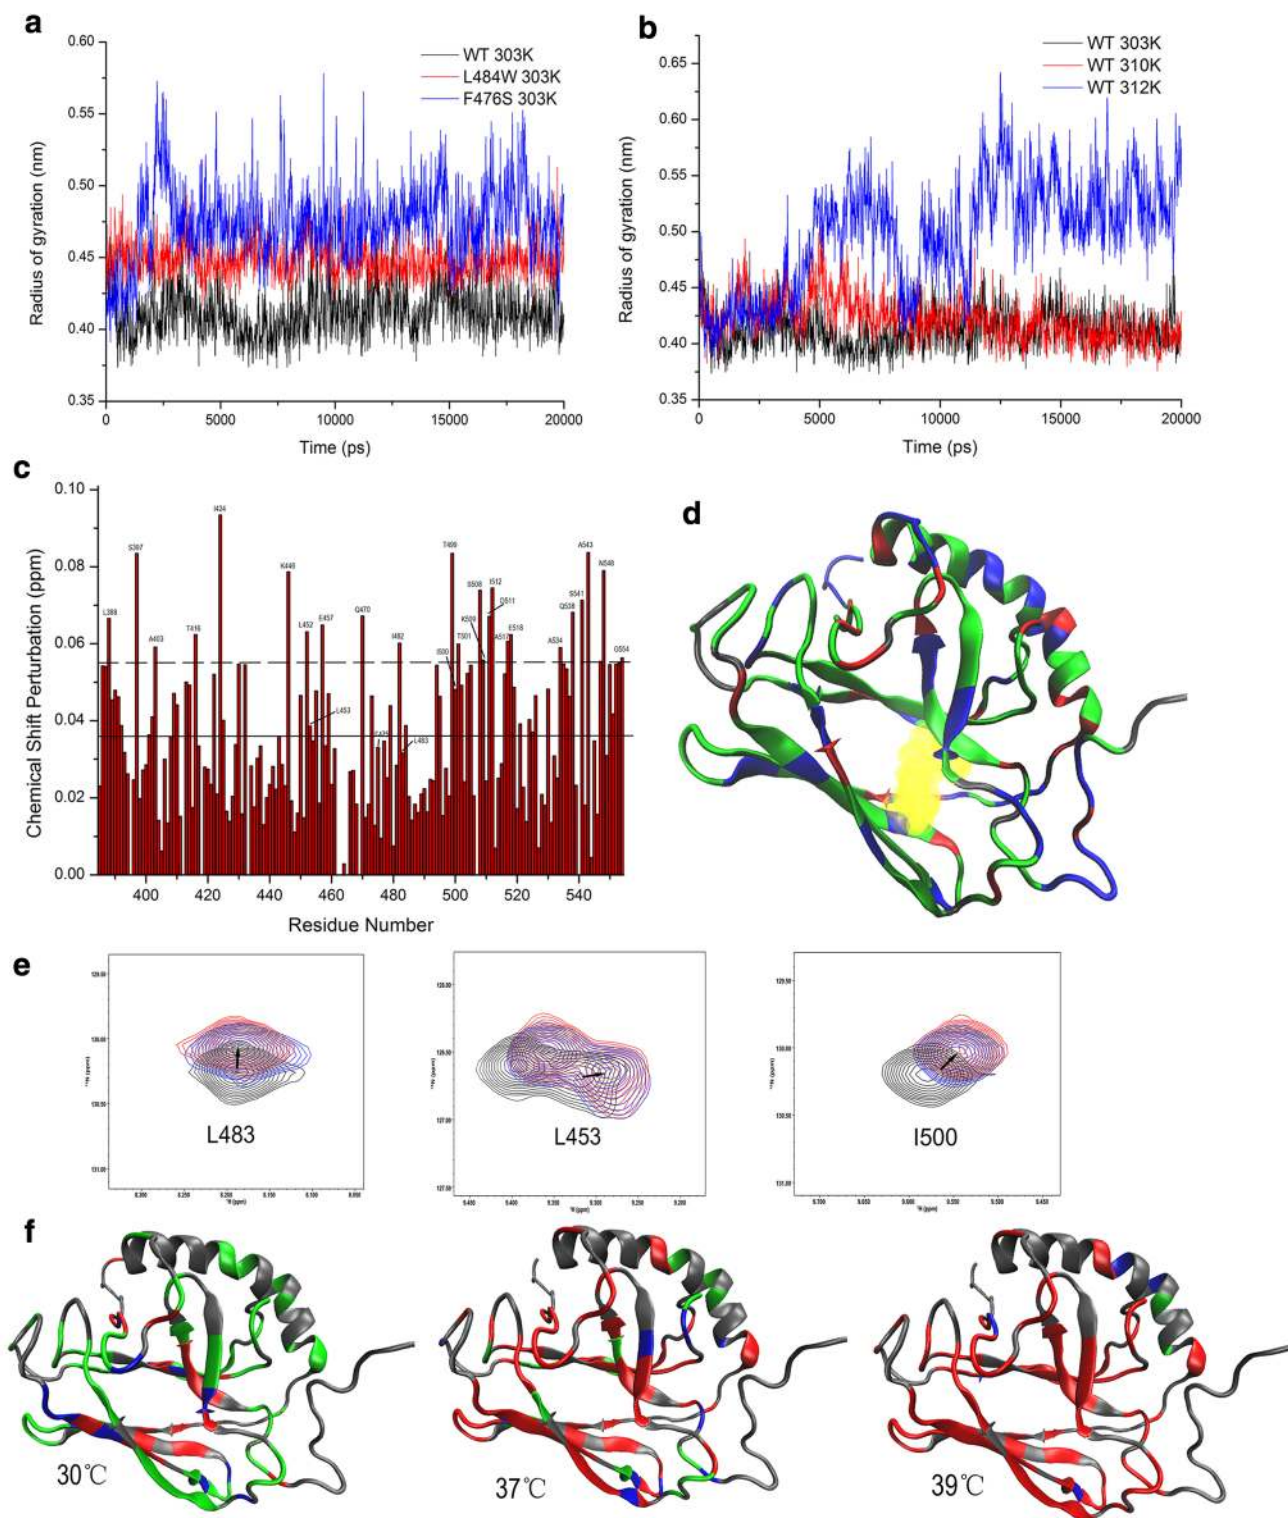 a
0.60
0.55
0.50
0.45
0.40
0.35
Radius of gyration (nm)
WT 303K
L484W 303K
F476S 303K
0
5000
10000
15000
20000
Time (ps)
b
0.65
0.60
0.55
0.50
0.45
0.40
0.35
Radius of gyration (nm)
WT 303K
WT 310K
WT 312K
0
5000
10000
15000
20000
Time (ps)
c
0.10
0.08
0.06
0.04
0.02
0.00
Chemical Shift Perturbation (ppm)
L388
S397
A403
T416
I424
K446
L452
L453
E457
Q470
I482
L483
T499
I500
T501
S508
K509
D511
I512
A517
E518
A534
Q538
S541
A543
N548
G554
400
420
440
460
480
500
520
540
Residue Number
d
e
L483
L453
I500
f
30℃
37℃
39℃